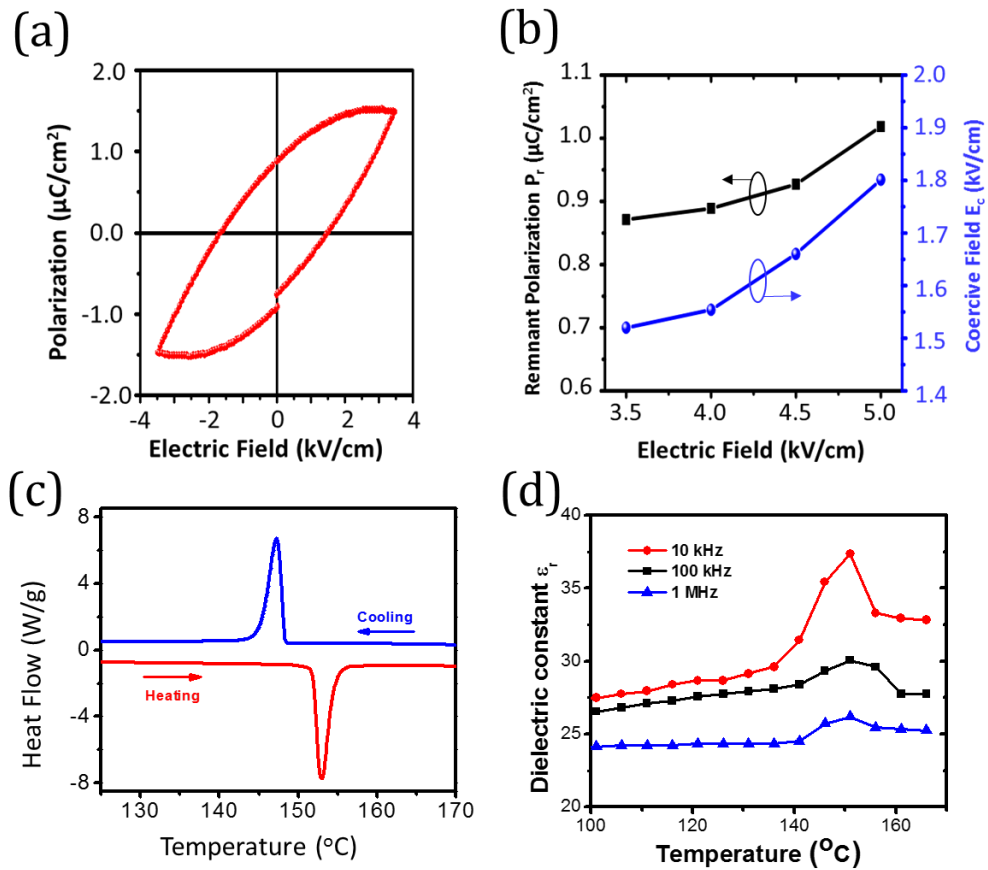 (a)
2.0
1.0
0.0
-1.0
-2.0
-4
-2
0
2
4
Polarization (µC/cm²)
Electric Field (kV/cm)
(b)
1.1
1.0
0.9
0.8
0.7
0.6
2.0
1.9
1.8
1.7
1.6
1.5
1.4
3.5
4.0
4.5
5.0
Remnant Polarization Pᵣ (µC/cm²)
Coercive Field E꜀ (kV/cm)
Electric Field (kV/cm)
(c)
8
4
0
-4
-8
130
140
150
160
170
Cooling
Heating
Heat Flow (W/g)
Temperature (°C)
(d)
40
35
30
25
20
100
120
140
160
10 kHz
100 kHz
1 MHz
Dielectric constant εᵣ
Temperature (°C)